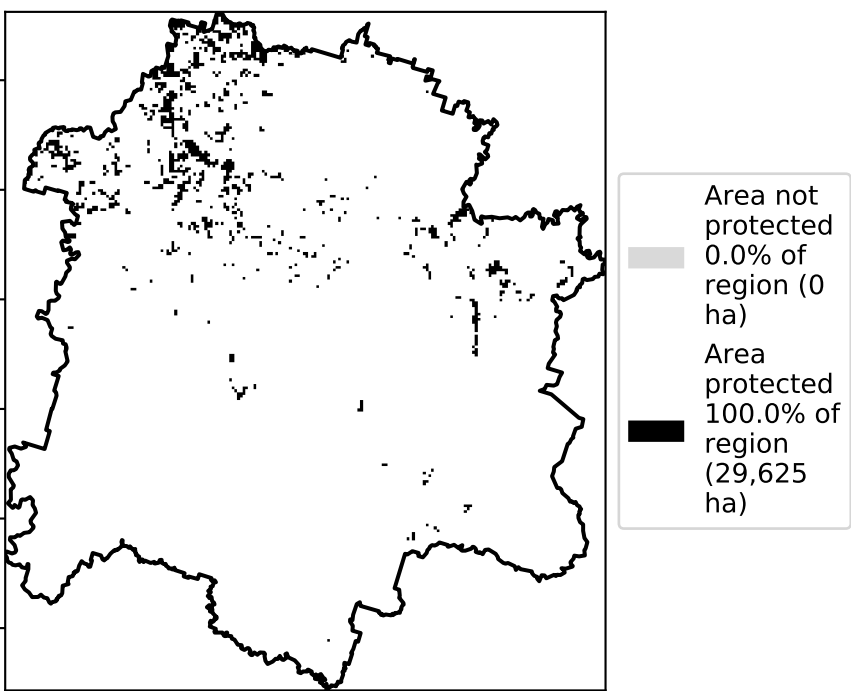 Area not
protected
0.0% of
region (0
ha)
Area
protected
100.0% of
region
(29,625
ha)